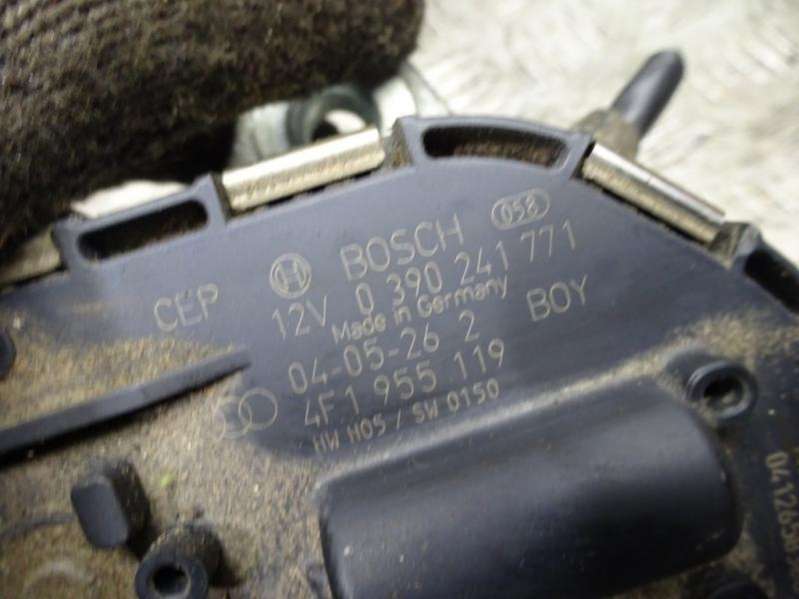 058
BOSCH
CEP 12V 0 390 241 771
Made in Germany BOY
04-05-26 2
4F1 955 119
HW H05 / SW 0150